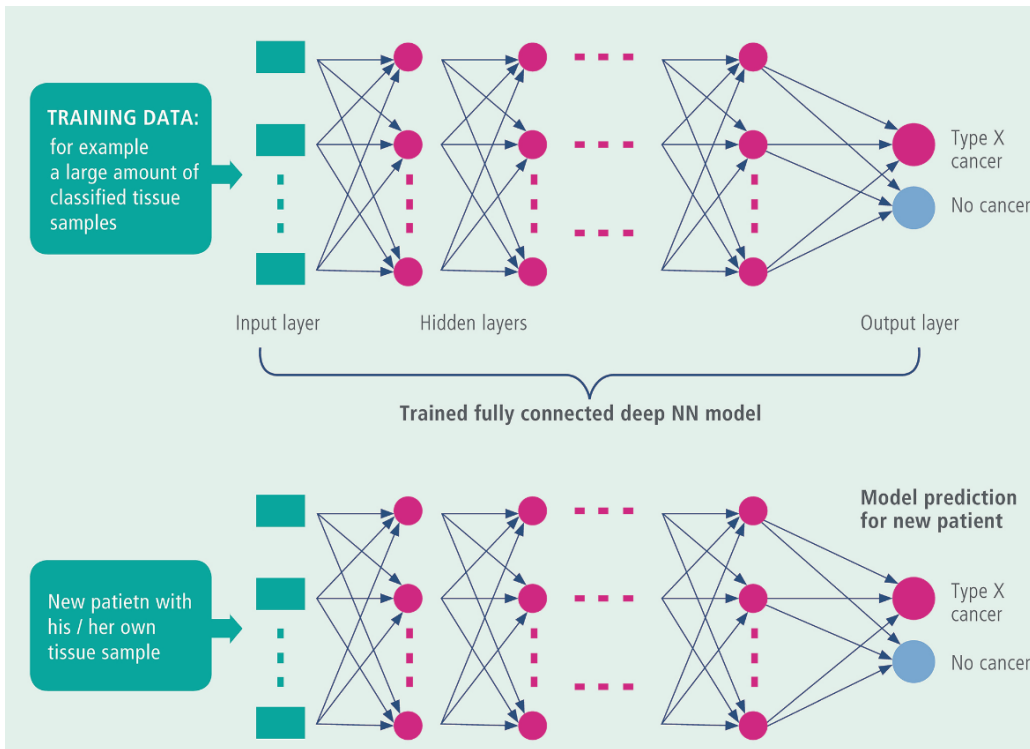 TRAINING DATA:
for example
a large amount of
classified tissue
samples
Type X
cancer
No cancer
Input layer
Hidden layers
Output layer
Trained fully connected deep NN model
Model prediction
for new patient
New patietn with
his / her own
tissue sample
Type X
cancer
No cancer